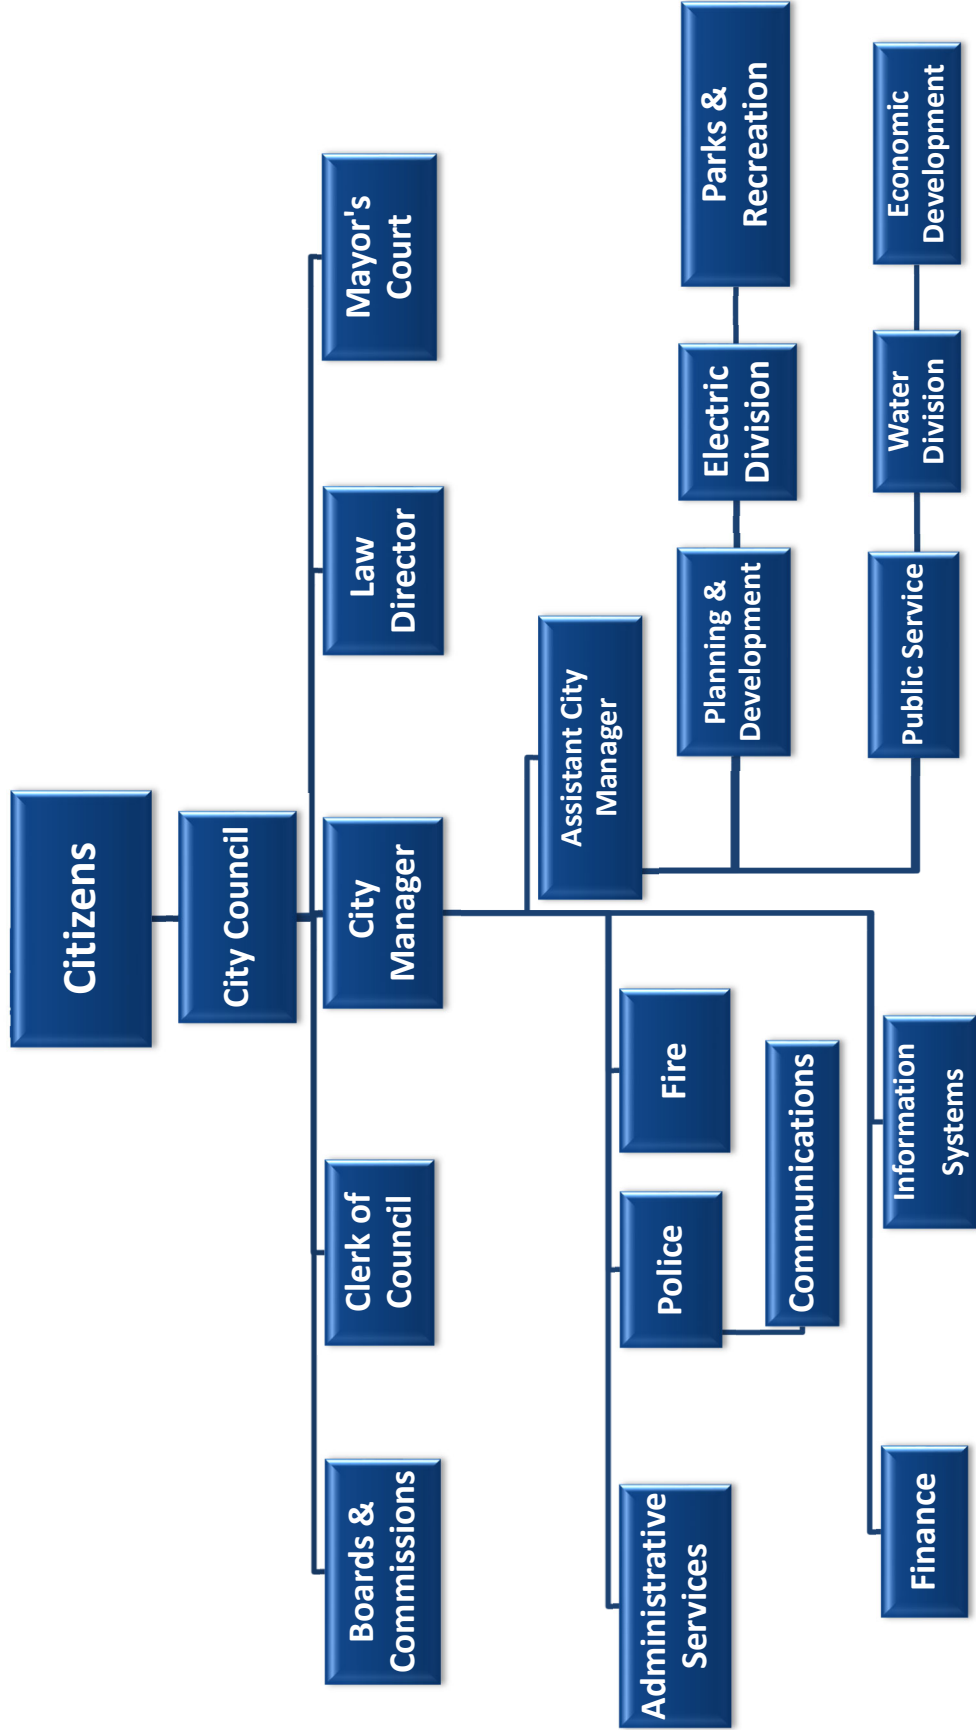 Citizens
City Council
Boards &
Commissions
Clerk of
Council
City
Manager
Law
Director
Mayor's
Court
Assistant City
Manager
Administrative
Services
Police
Fire
Communications
Planning &
Development
Electric
Division
Parks &
Recreation
Finance
Information
Systems
Public Service
Water
Division
Economic
Development